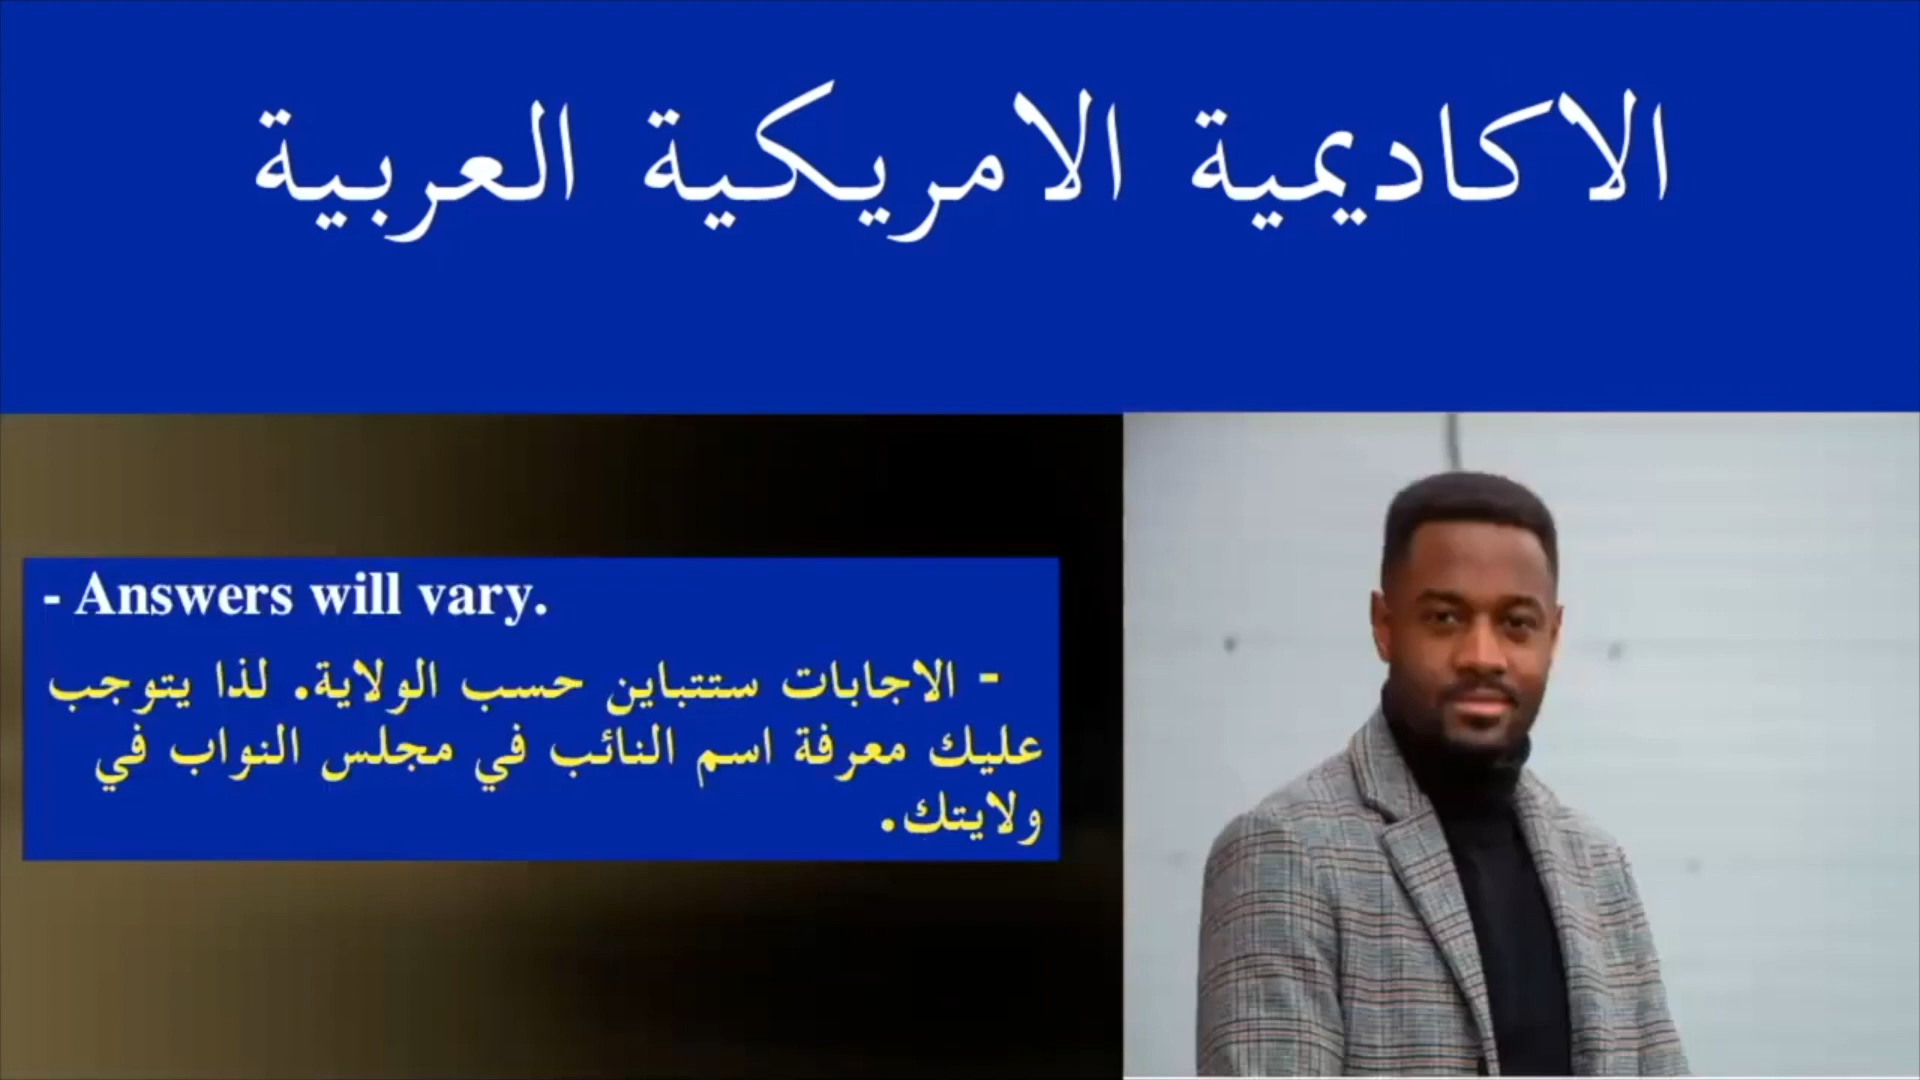 الاكاديمية الامريكية العربية
- Answers will vary.
- الاجابات ستتباين حسب الولاية. لذا يتوجب
عليك معرفة اسم النائب في مجلس النواب في
ولايتك.